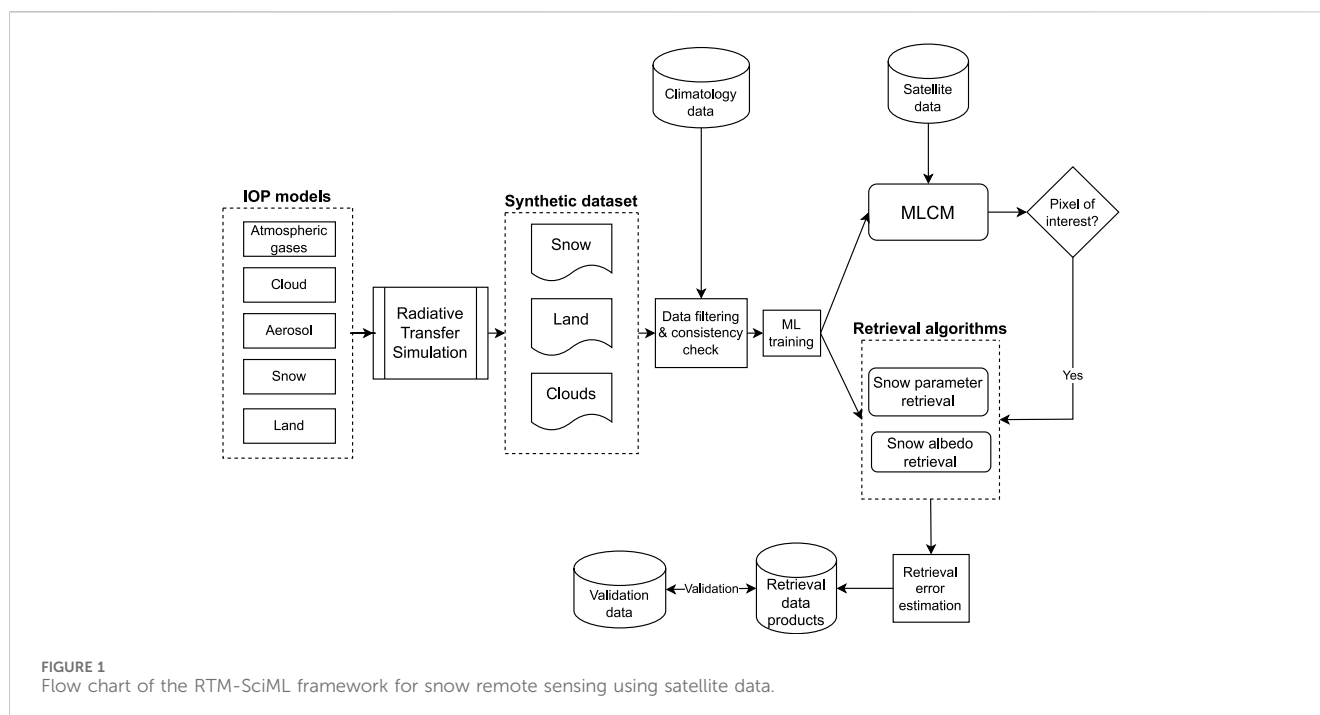 Climatology
data
Satellite
data
IOP models
Atmospheric
gases
Cloud
Aerosol
Snow
Land
Radiative
Transfer
Simulation
Synthetic dataset
Snow
Land
Clouds
Data filtering
& consistency
check
ML
training
MLCM
Pixel of
interest?
Yes
Retrieval algorithms
Snow parameter
retrieval
Snow albedo
retrieval
Retrieval
error
estimation
Retrieval
data
products
Validation
Validation
data
FIGURE 1
Flow chart of the RTM-SciML framework for snow remote sensing using satellite data.